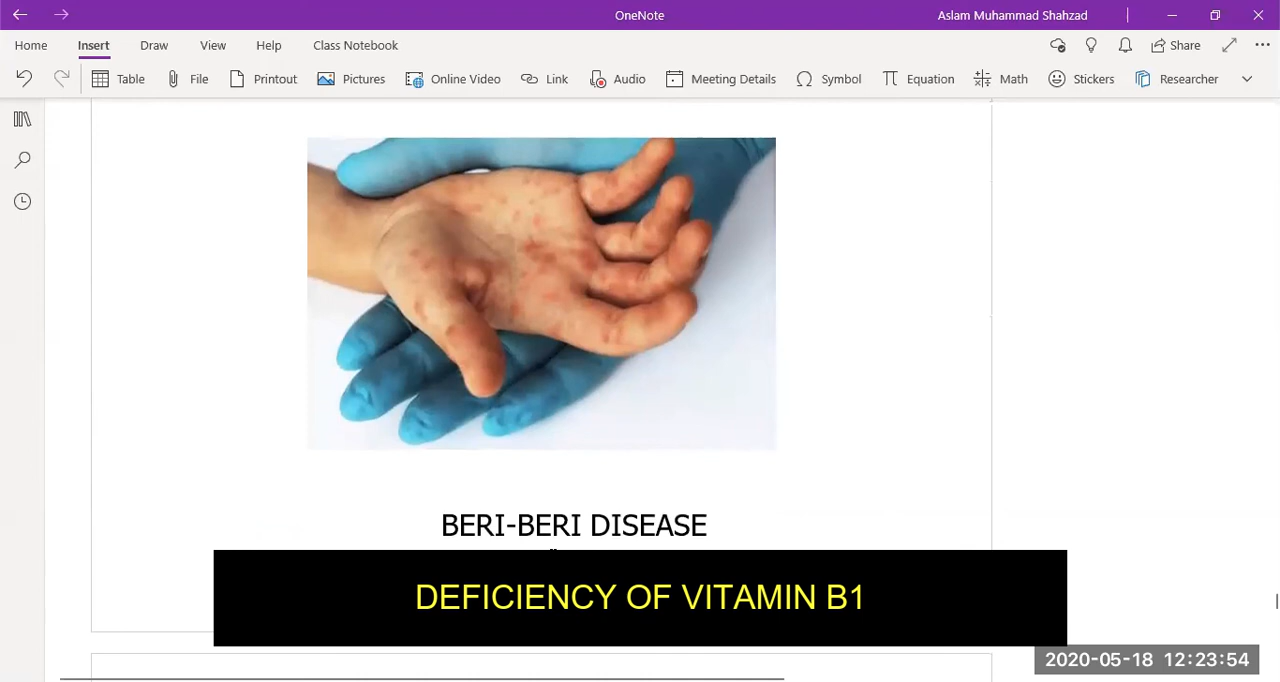 OneNote
Aslam Muhammad Shahzad
Home Insert Draw View Help Class Notebook Share
Table File Printout Pictures Online Video Link Audio Meeting Details Symbol Equation Math Stickers Researcher
BERI-BERI DISEASE
DEFICIENCY OF VITAMIN B1
2020-05-18 12:23:54